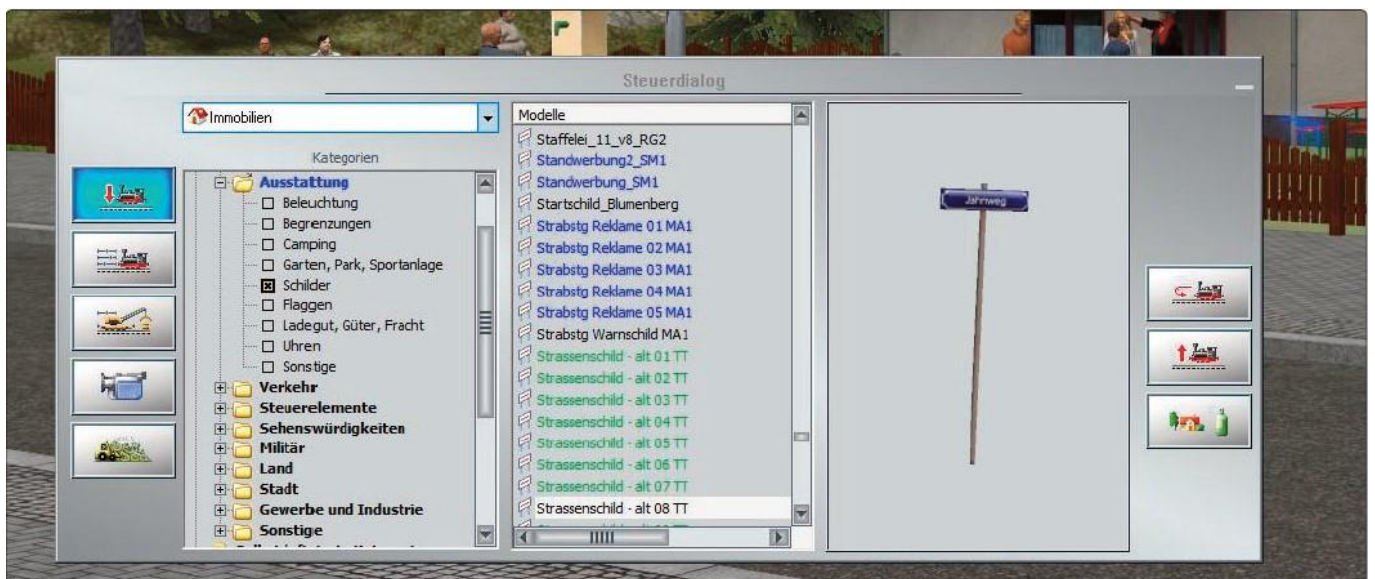 Steuerdialog
Immobilien
Kategorien
Ausstattung
Beleuchtung
Begrenzungen
Camping
Garten, Park, Sportanlage
Schilder
Flaggen
Ladegut, Güter, Fracht
Uhren
Sonstige
Verkehr
Steuerelemente
Sehenswürdigkeiten
Militär
Land
Stadt
Gewerbe und Industrie
Sonstige
Modelle
Staffelei_11_v8_RG2
Standwerbung2_SM1
Standwerbung_SM1
Startschild_Blumenberg
Strabstg Reklame 01 MA1
Strabstg Reklame 02 MA1
Strabstg Reklame 03 MA1
Strabstg Reklame 04 MA1
Strabstg Reklame 05 MA1
Strabstg Warnschild MA1
Strassenschild - alt 01 TT
Strassenschild - alt 02 TT
Strassenschild - alt 03 TT
Strassenschild - alt 04 TT
Strassenschild - alt 05 TT
Strassenschild - alt 06 TT
Strassenschild - alt 07 TT
Strassenschild - alt 08 TT
Jahnweg